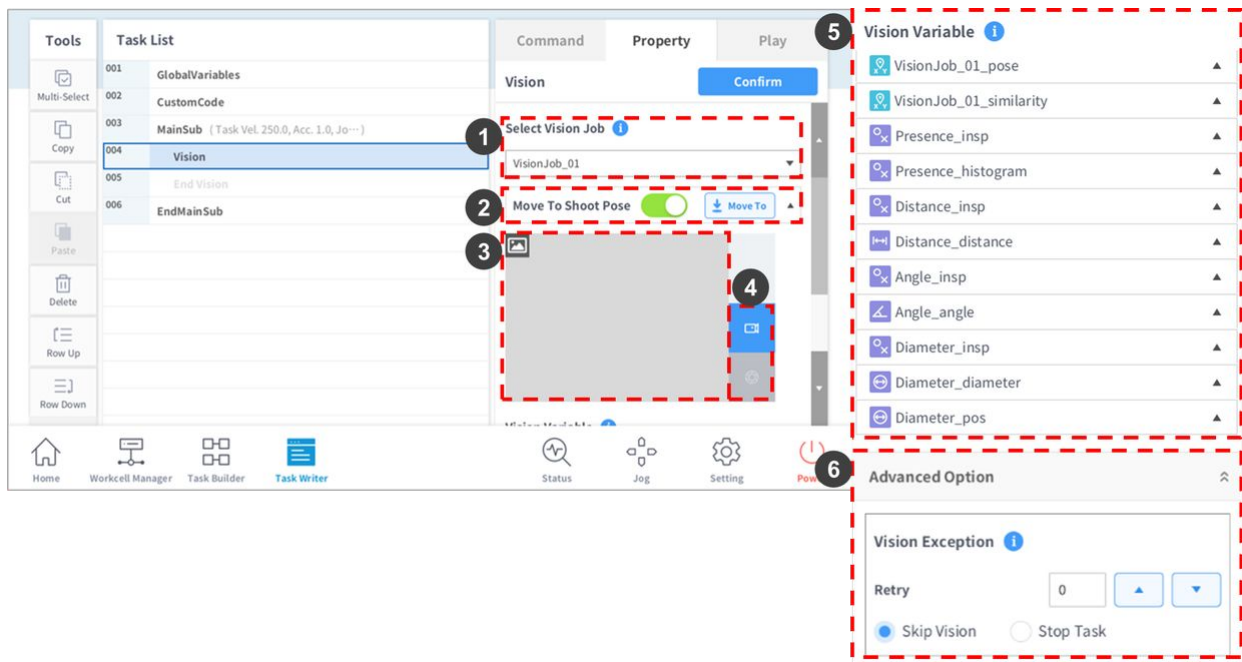 Tools
Multi-Select
Copy
Cut
Paste
Delete
Row Up
Row Down
Task List
001 GlobalVariables
002 CustomCode
003 MainSub ( Task Vel. 250.0, Acc. 1.0, Jo··· )
004 Vision
005 End Vision
006 EndMainSub
Command Property Play
Vision Confirm
1 Select Vision Job i
VisionJob_01
2 Move To Shoot Pose Move To
3
4
Vision Variable
Home Workcell Manager Task Builder Task Writer Status Jog Setting Pow
5 Vision Variable i
VisionJob_01_pose
VisionJob_01_similarity
Presence_insp
Presence_histogram
Distance_insp
Distance_distance
Angle_insp
Angle_angle
Diameter_insp
Diameter_diameter
Diameter_pos
6 Advanced Option
Vision Exception i
Retry 0
Skip Vision Stop Task